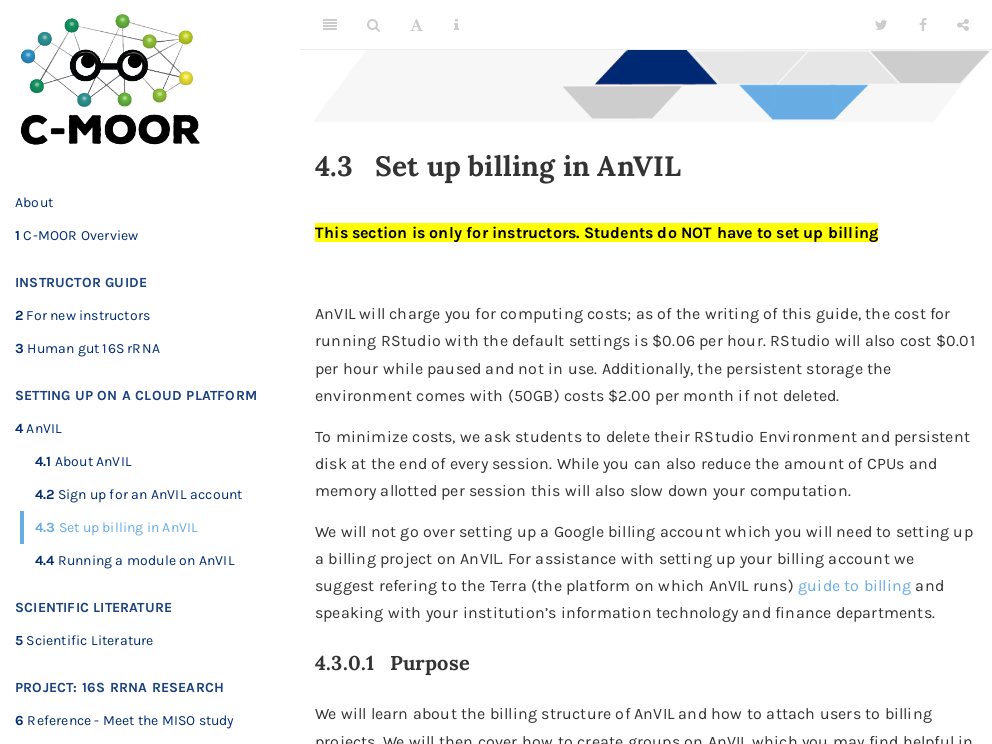 C-MOOR
About
1 C-MOOR Overview
INSTRUCTOR GUIDE
2 For new instructors
3 Human gut 16S rRNA
SETTING UP ON A CLOUD PLATFORM
4 AnVIL
4.1 About AnVIL
4.2 Sign up for an AnVIL account
4.3 Set up billing in AnVIL
4.4 Running a module on AnVIL
SCIENTIFIC LITERATURE
5 Scientific Literature
PROJECT: 16S RRNA RESEARCH
6 Reference - Meet the MISO study
A
4.3 Set up billing in AnVIL
This section is only for instructors. Students do NOT have to set up billing
AnVIL will charge you for computing costs; as of the writing of this guide, the cost for
running RStudio with the default settings is $0.06 per hour. RStudio will also cost $0.01
per hour while paused and not in use. Additionally, the persistent storage the
environment comes with (50GB) costs $2.00 per month if not deleted.
To minimize costs, we ask students to delete their RStudio Environment and persistent
disk at the end of every session. While you can also reduce the amount of CPUs and
memory allotted per session this will also slow down your computation.
We will not go over setting up a Google billing account which you will need to setting up
a billing project on AnVIL. For assistance with setting up your billing account we
suggest refering to the Terra (the platform on which AnVIL runs) guide to billing and
speaking with your institution’s information technology and finance departments.
4.3.0.1 Purpose
We will learn about the billing structure of AnVIL and how to attach users to billing
projects. We will then cover how to create groups on AnVIL which you may find helpful in